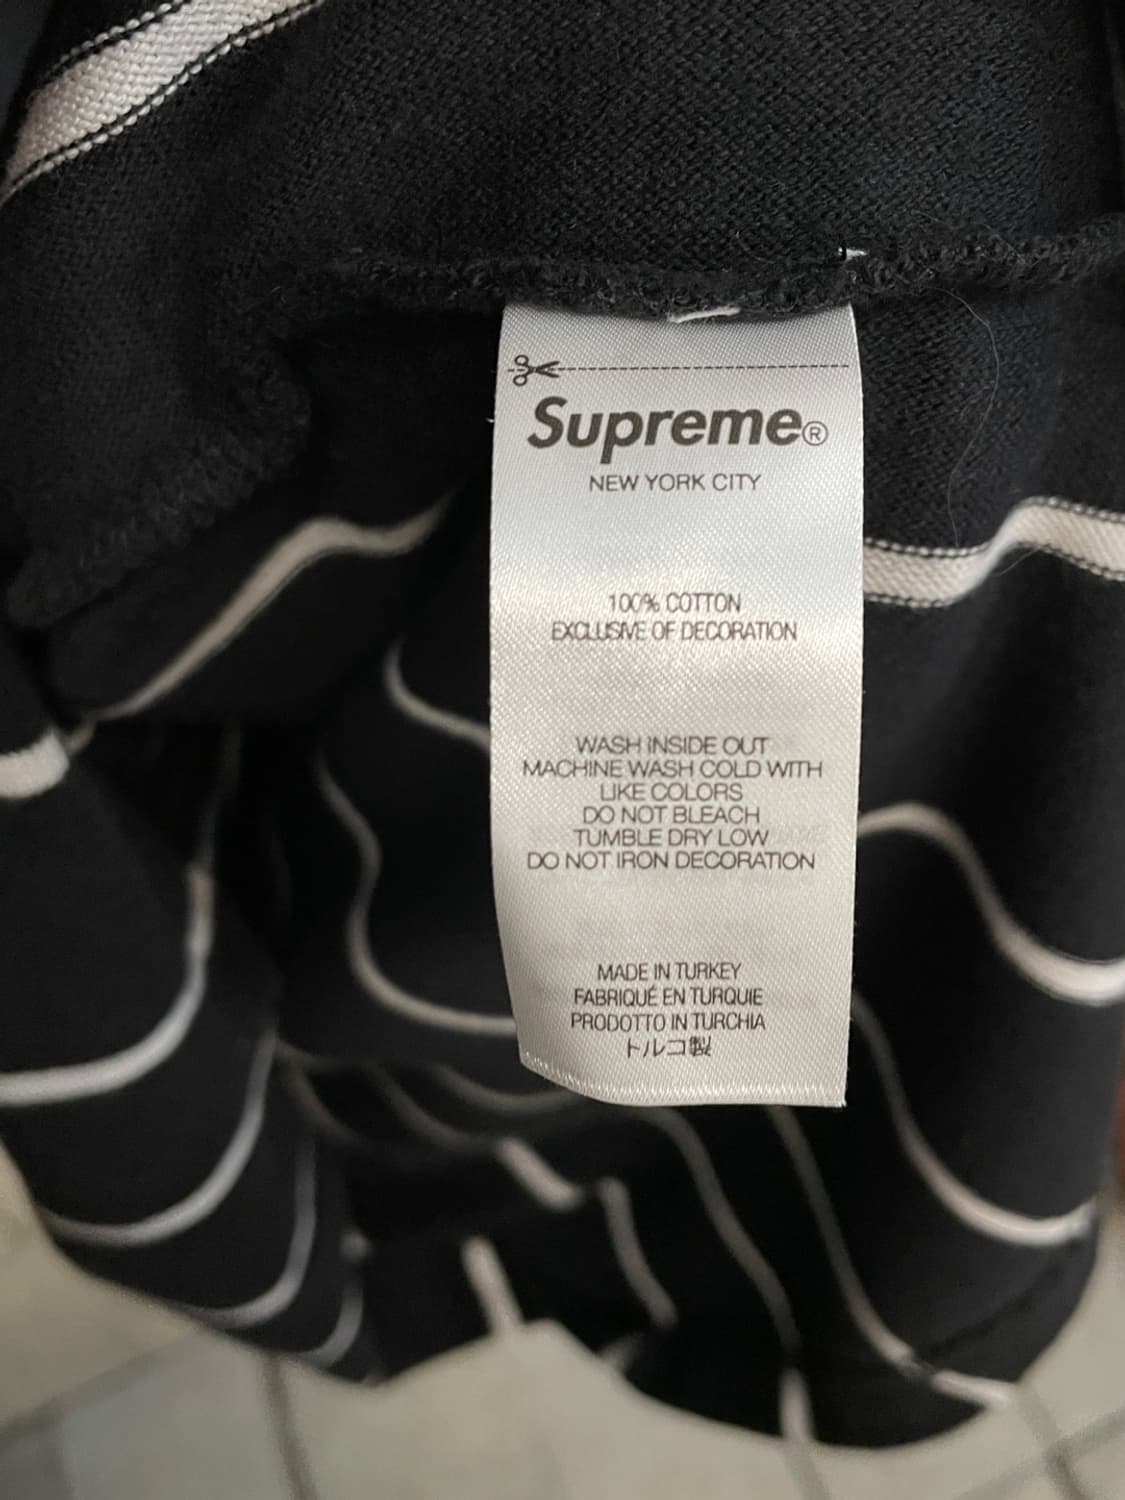 Supreme®
NEW YORK CITY
100% COTTON
EXCLUSIVE OF DECORATION
WASH INSIDE OUT
MACHINE WASH COLD WITH
LIKE COLORS
DO NOT BLEACH
TUMBLE DRY LOW
DO NOT IRON DECORATION
MADE IN TURKEY
FABRIQUÉ EN TURQUIE
PRODOTTO IN TURCHIA
トルコ製